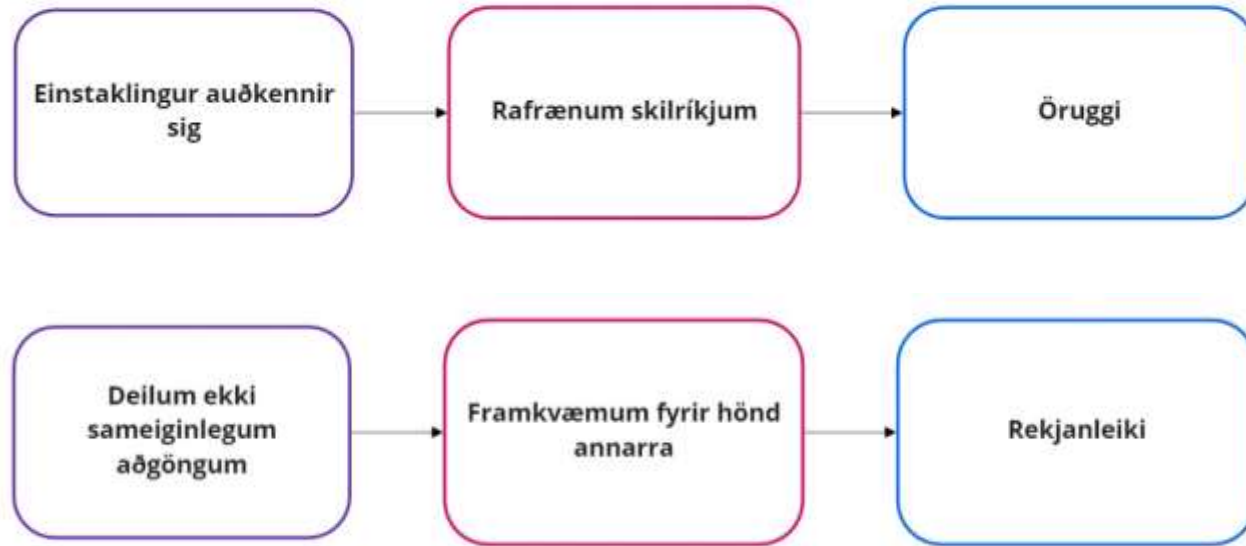 Einstaklingur auðkennir
sig
Rafrænum skilríkjum
Öruggi
Deilum ekki
sameiginlegum
aðgöngum
Framkvæmum fyrir hönd
annarra
Rekjanleiki